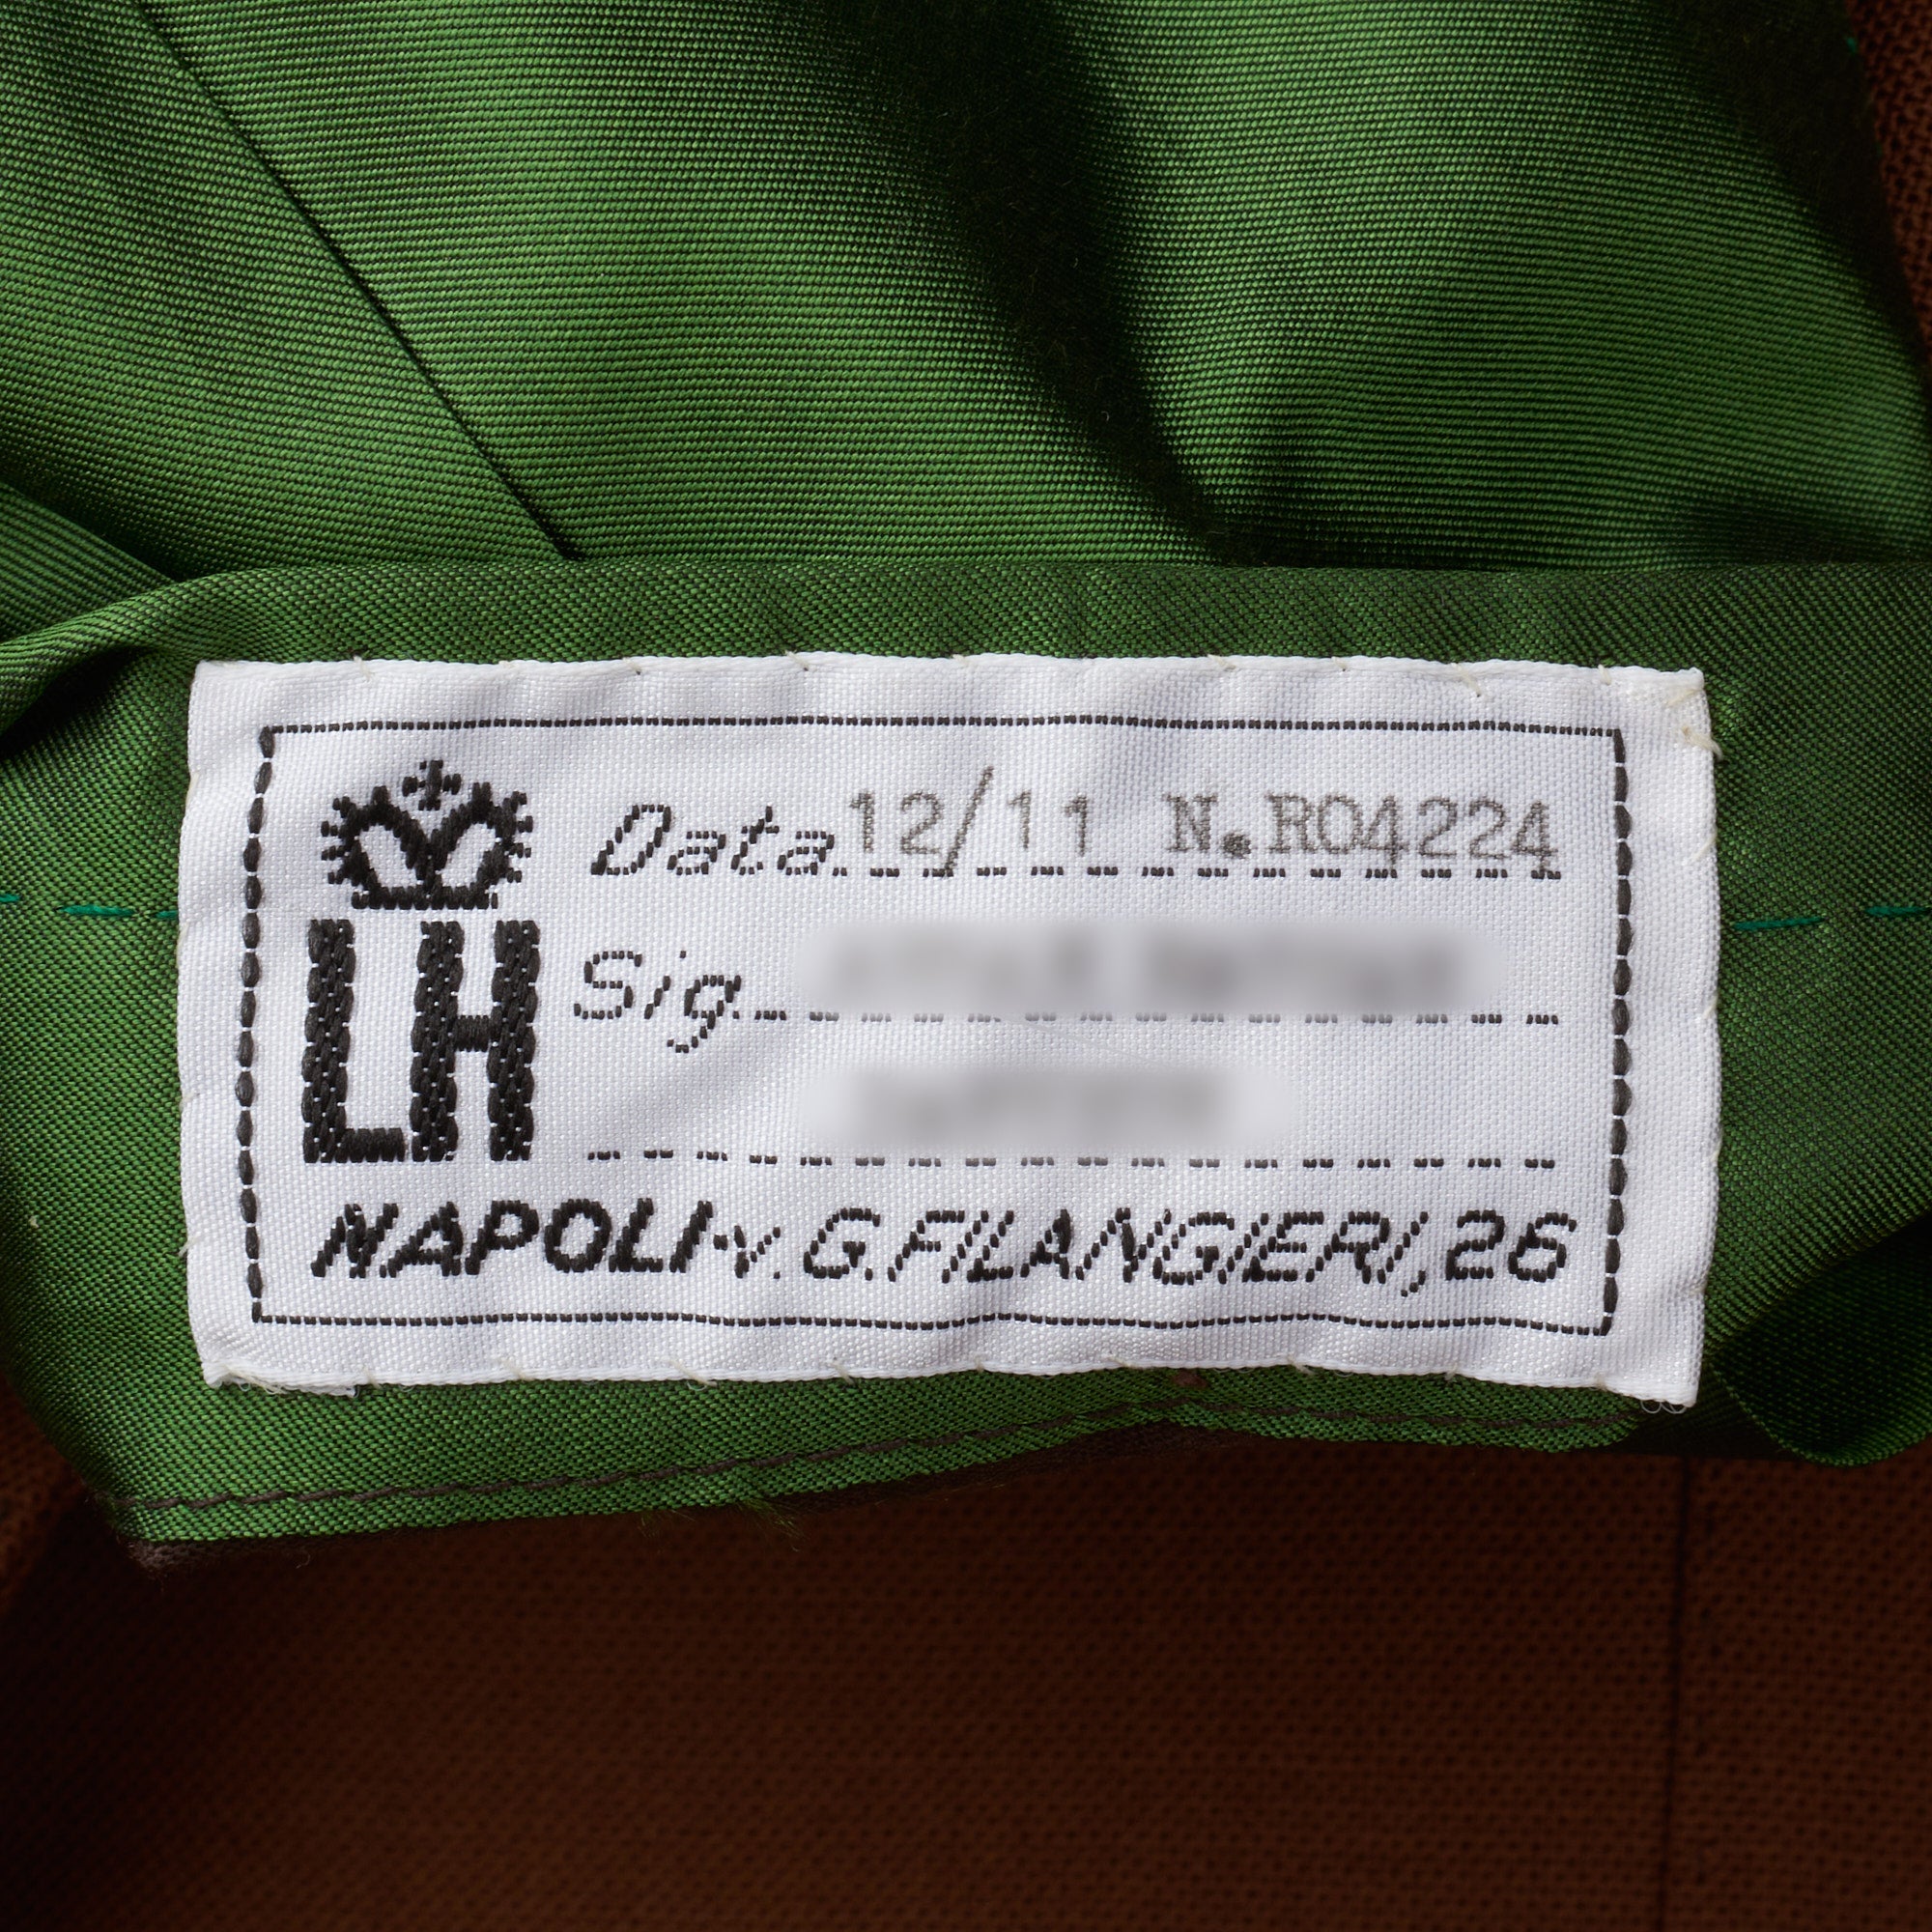 Data 12/11 N.R04224
LH
Sig.
NAPOLI-v. G. FILANGIERI, 26